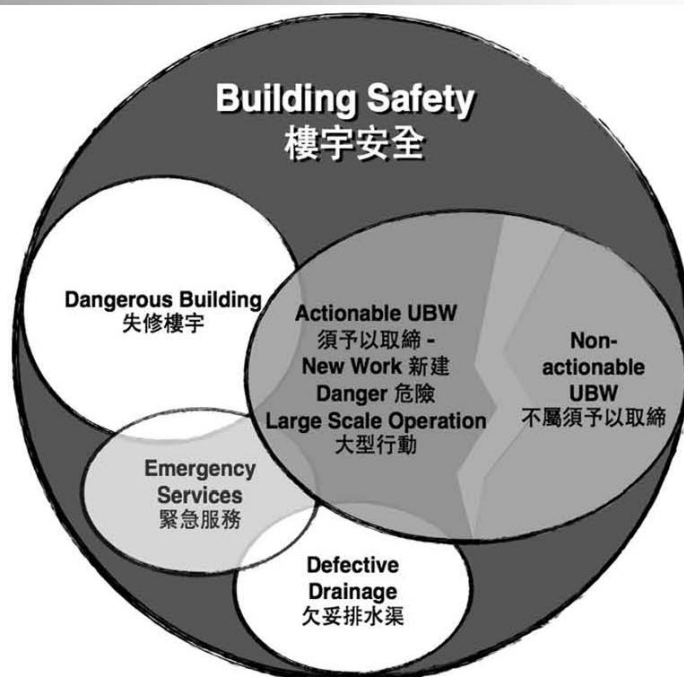 Building Safety
樓宇安全
Dangerous Building
失修樓宇
Actionable UBW
須予以取締 -
New Work 新建
Danger 危險
Large Scale Operation
大型行動
Non-
actionable
UBW
不屬須予以取締
Emergency
Services
緊急服務
Defective
Drainage
欠妥排水渠